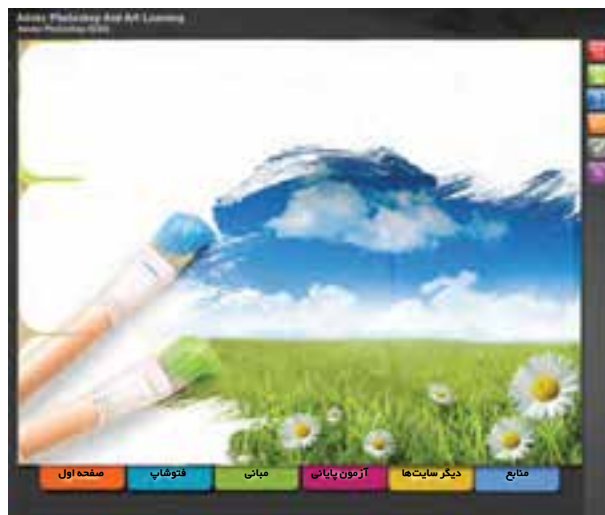 Adobe Photoshop And Art Learning
صفحه اول
فتوشاپ
مبانی
آزمون پایانی
دیگر سایت‌ها
منابع